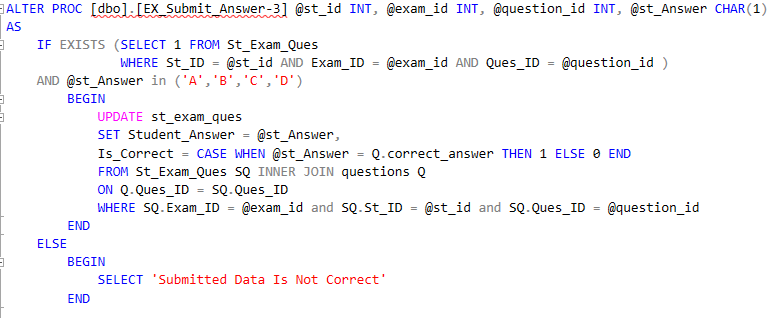 ALTER PROC [dbo].[EX_Submit_Answer-3] @st_id INT, @exam_id INT, @question_id INT, @st_Answer CHAR(1)
AS
IF EXISTS (SELECT 1 FROM St_Exam_Ques
WHERE St_ID = @st_id AND Exam_ID = @exam_id AND Ques_ID = @question_id )
AND @st_Answer in ('A','B','C','D')
BEGIN
UPDATE st_exam_ques
SET Student_Answer = @st_Answer,
Is_Correct = CASE WHEN @st_Answer = Q.correct_answer THEN 1 ELSE 0 END
FROM St_Exam_Ques SQ INNER JOIN questions Q
ON Q.Ques_ID = SQ.Ques_ID
WHERE SQ.Exam_ID = @exam_id and SQ.St_ID = @st_id and SQ.Ques_ID = @question_id
END
ELSE
BEGIN
SELECT 'Submitted Data Is Not Correct'
END